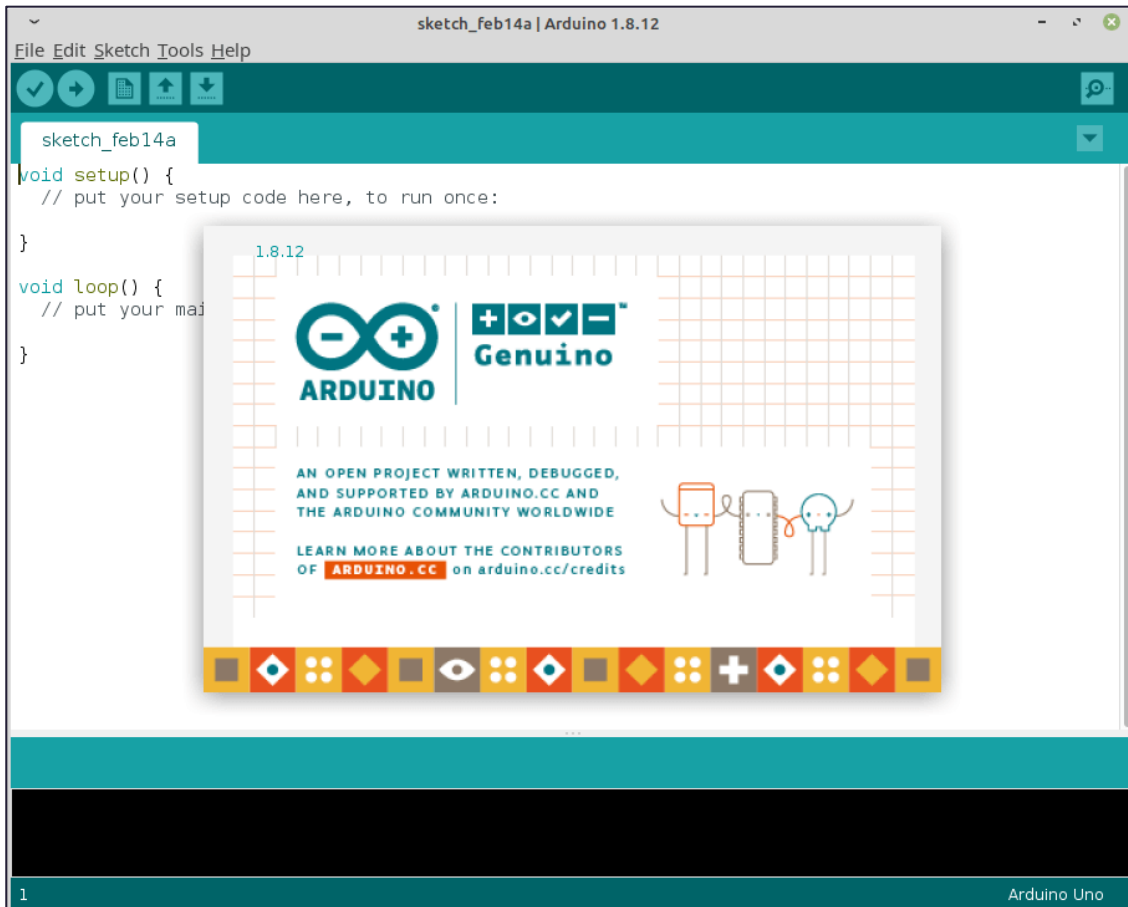 sketch_feb14a | Arduino 1.8.12
File Edit Sketch Tools Help
sketch_feb14a
void setup() {
// put your setup code here, to run once:
}
void loop() {
// put your mai
}
1.8.12
ARDUINO
Genuino
™
AN OPEN PROJECT WRITTEN, DEBUGGED,
AND SUPPORTED BY ARDUINO.CC AND
THE ARDUINO COMMUNITY WORLDWIDE
LEARN MORE ABOUT THE CONTRIBUTORS
OF ARDUINO.CC on arduino.cc/credits
1
Arduino Uno